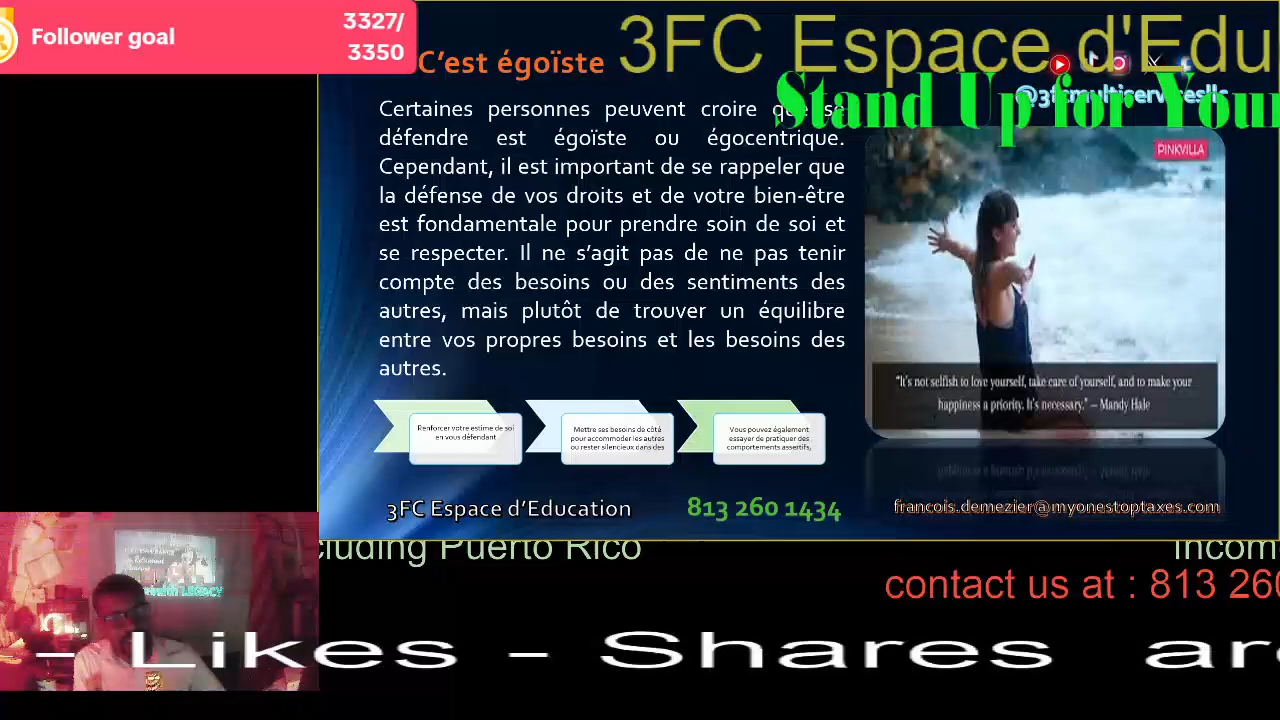 Follower goal
3327/
3350
3FC Espace d'Edu
C'est égoïste
Stand Up for Your
@3fcmultiservicesllc
Certaines personnes peuvent croire que se
défendre est égoïste ou égocentrique.
Cependant, il est important de se rappeler que
la défense de vos droits et de votre bien-être
est fondamentale pour prendre soin de soi et
se respecter. Il ne s'agit pas de ne pas tenir
compte des besoins ou des sentiments des
autres, mais plutôt de trouver un équilibre
entre vos propres besoins et les besoins des
autres.
PINKVILLA
"It's not selfish to love yourself, take care of yourself, and to make your
happiness a priority. It's necessary." – Mandy Hale
Renforcer votre estime de soi
en vous défendant
Mettre ses besoins de côté
pour accommoder les autres
ou rester silencieux dans des
Vous pouvez également
essayer de pratiquer des
comportements assertifs,
3FC Espace d'Education
813 260 1434
francois.demezier@myonestoptaxes.com
cluding Puerto Rico
Incom
contact us at : 813 260
LEGACY
- Likes - Shares are